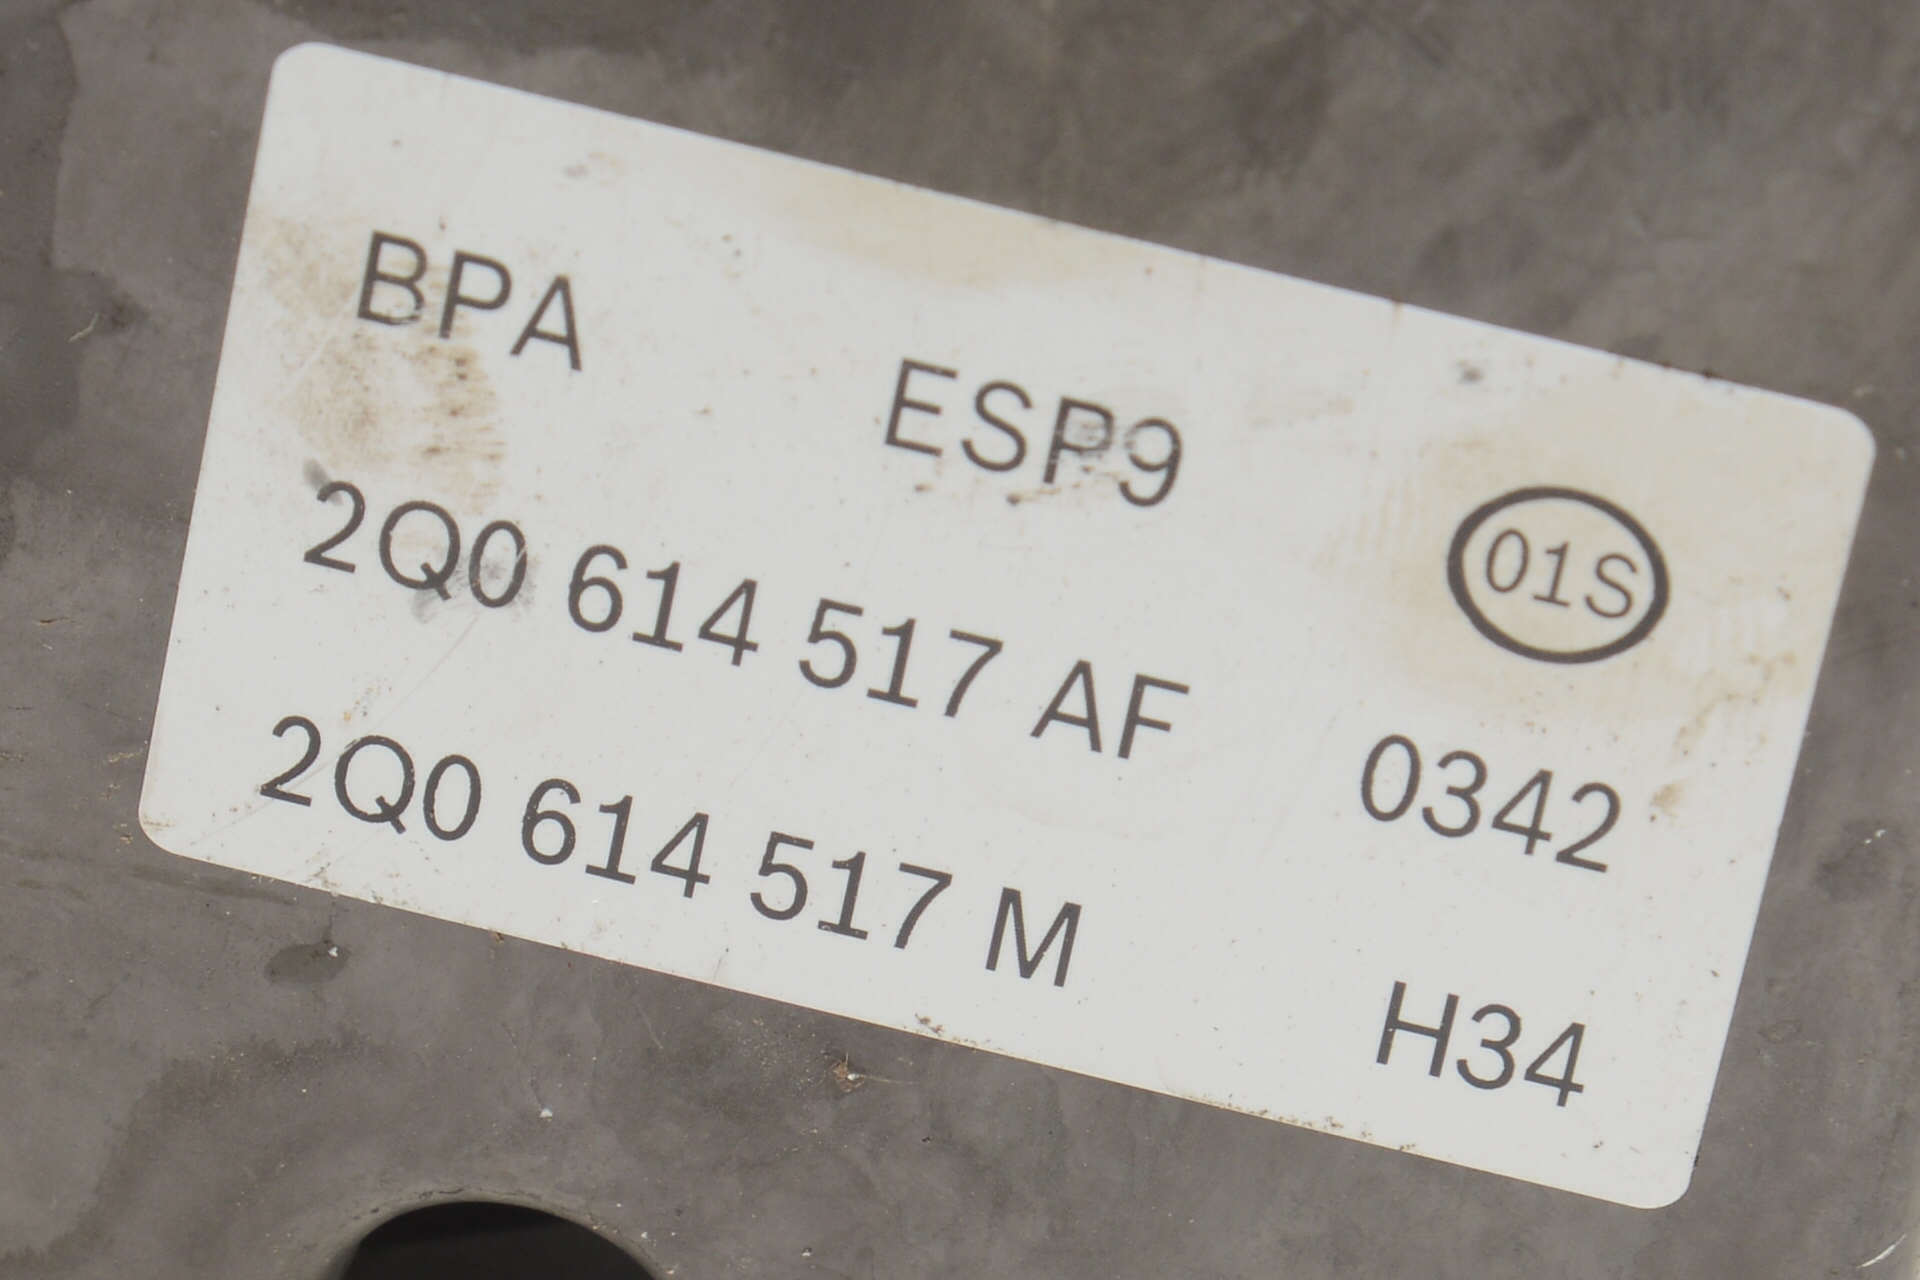 BPA ESP9
01S
2Q0 614 517 AF 0342
2Q0 614 517 M H34